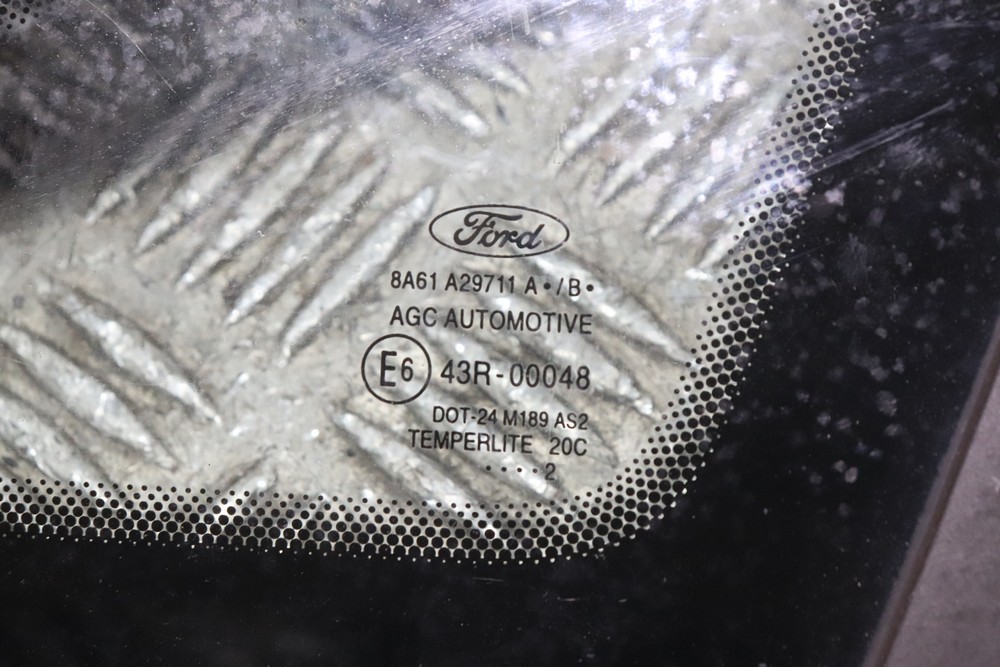 Ford
8A61 A29711 A • / B •
AGC AUTOMOTIVE
E6 43R-00048
DOT-24 M189 AS2
TEMPERLITE 20C
• • • • 2